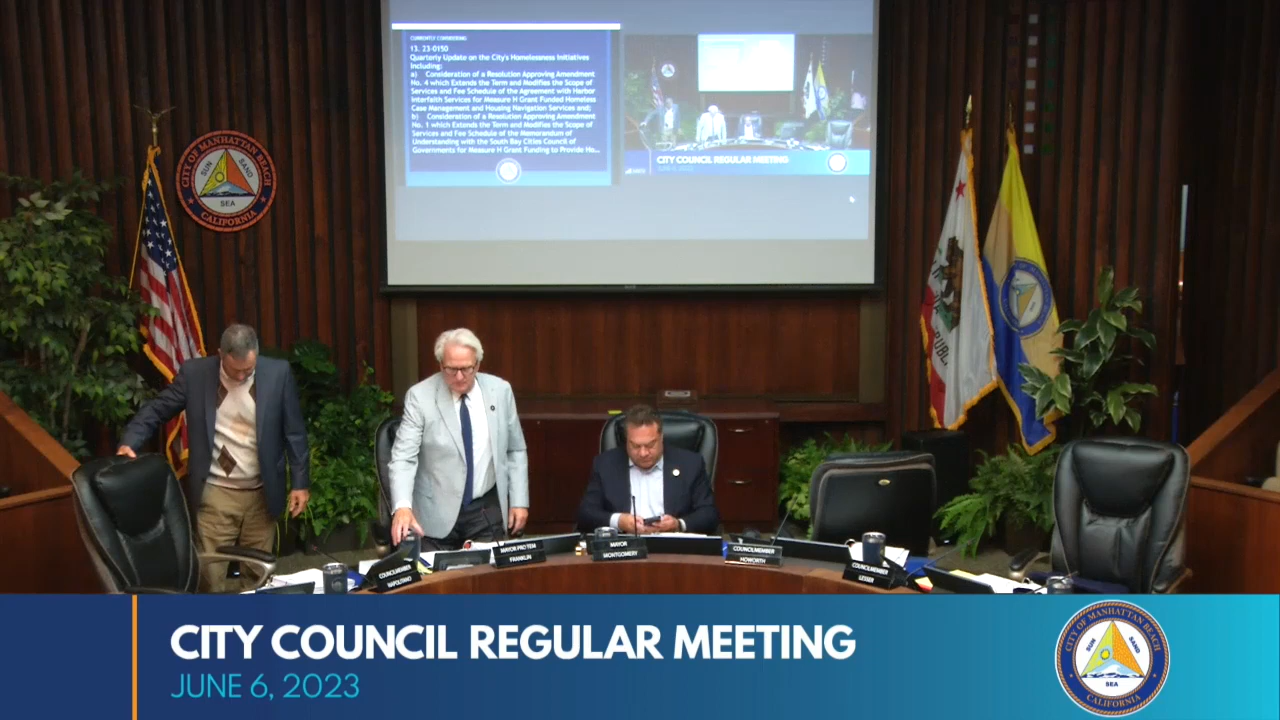 CURRENTLY CONSIDERING
13. 23-0150
Quarterly Update on the City's Homelessness Initiatives
Including:
a) Consideration of a Resolution Approving Amendment
No. 4 which Extends the Term and Modifies the Scope of
Services and Fee Schedule of the Agreement with Harbor
Interfaith Services for Measure H Grant Funded Homeless
Case Management and Housing Navigation Services and;
b) Consideration of a Resolution Approving Amendment
No. 1 which Extends the Term and Modifies the Scope of
Services and Fee Schedule of the Memorandum of
Understanding with the South Bay Cities Council of
Governments for Measure H Grant Funding to Provide Ho...
CITY COUNCIL REGULAR MEETING
CITY OF MANHATTAN BEACH
SUN
SAND
SEA
CALIFORNIA
COUNCILMEMBER
NAPOLITANO
MAYOR PRO TEM
FRANKLIN
MAYOR
MONTGOMERY
COUNCILMEMBER
HOWORTH
COUNCILMEMBER
LESSER
CITY COUNCIL REGULAR MEETING
JUNE 6, 2023
CITY OF MANHATTAN BEACH
SUN
SAND
SEA
CALIFORNIA